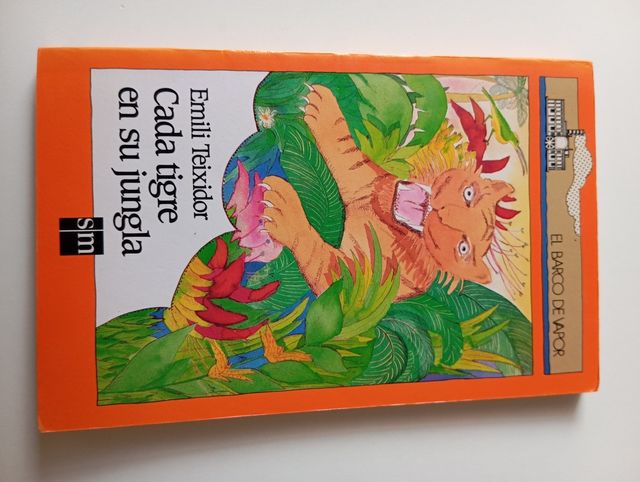 EL BARCO DE VAPOR
Emili Teixidor
Cada tigre
en su jungla
sm